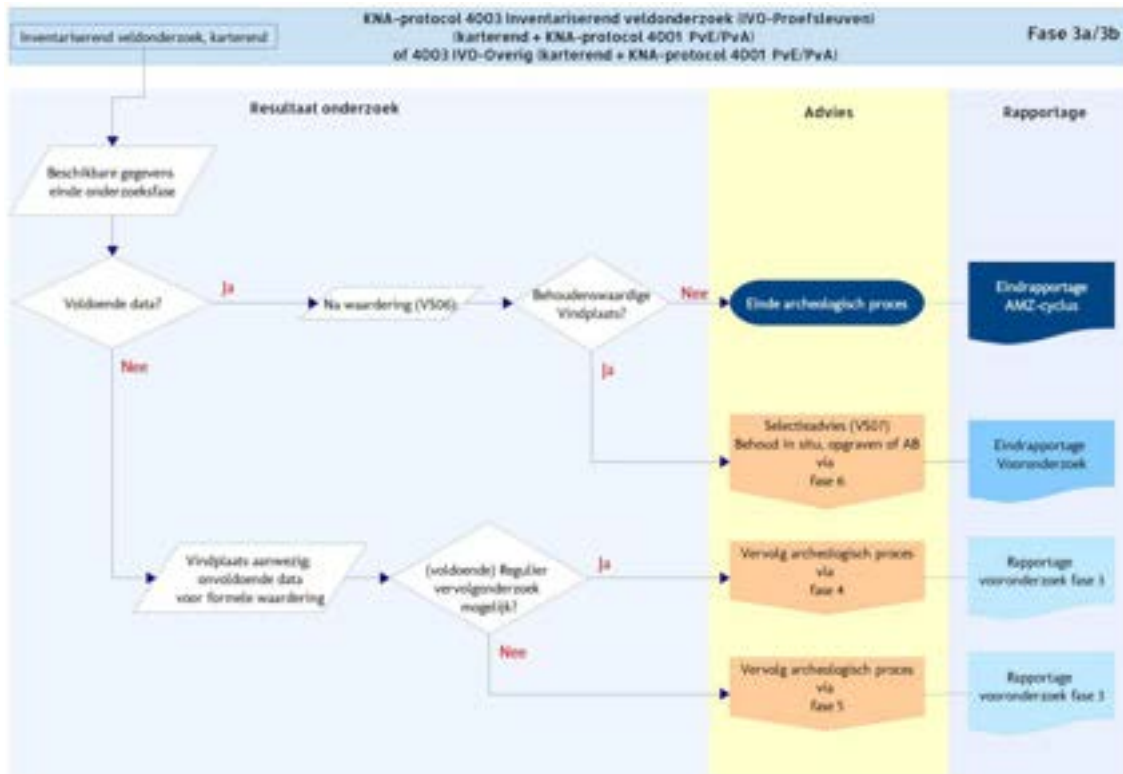 KNA-protocol 4003 Inventariserend veldonderzoek (IVO-Proefsleuven)
(karterend + KNA-protocol 4001 PvE/PvA)
of 4003 IVO-Overig (karterend + KNA-protocol 4001 PvE/PvA)
Fase 3a/3b
Inventariserend veldonderzoek, karterend
Resultaat onderzoek
Advies
Rapportage
Beschikbare gegevens
einde onderzoeksfase
Voldoende data?
Ja
Na waardering (VS06)
Behoudenswaardige
Vindplaats?
Nee
Einde archeologisch proces
Eindrapportage
AMZ-cyclus
Nee
Ja
Selectieadvies (VS07)
Behoud in situ, opgraven of AB
via
fase 6
Eindrapportage
Vooronderzoek
Vindplaats aanwezig;
onvoldoende data
voor formele waardering
(voldoende) Regulier
vervolgonderzoek
mogelijk?
Ja
Vervolg archeologisch proces
via
fase 4
Rapportage
vooronderzoek fase 3
Nee
Vervolg archeologisch proces
via
fase 5
Rapportage
vooronderzoek fase 3